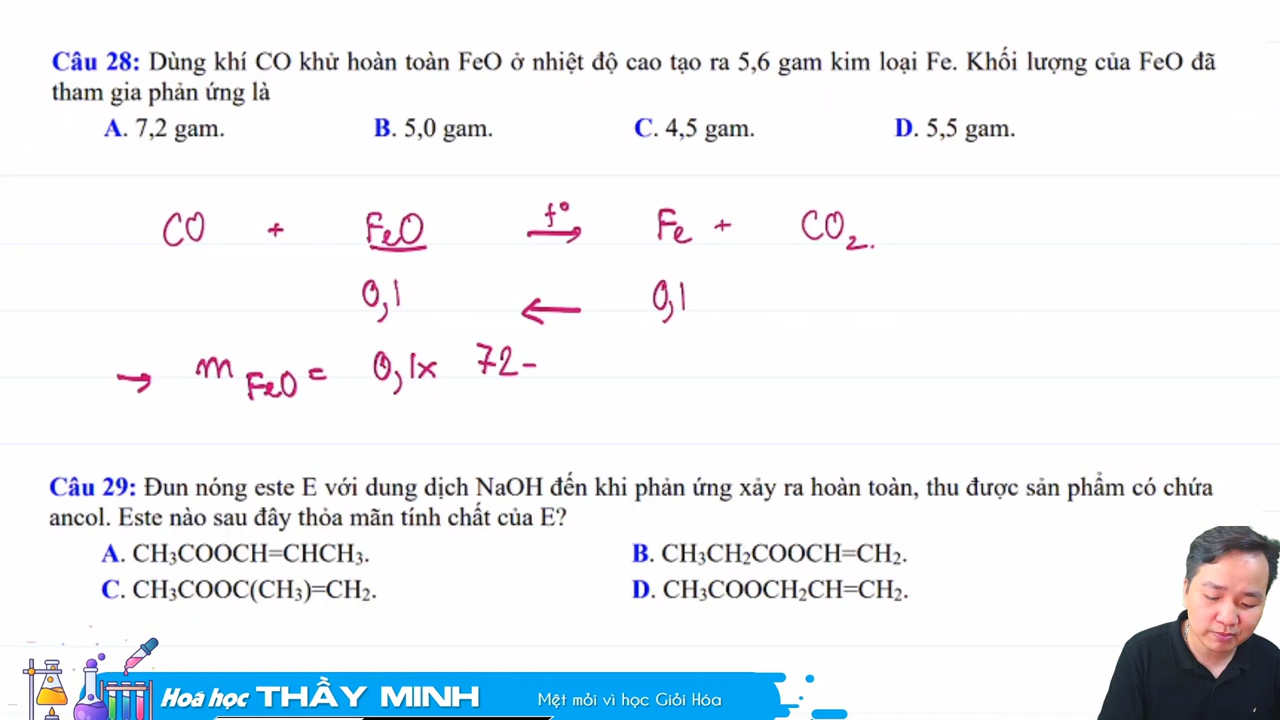 Câu 28: Dùng khí CO khử hoàn toàn FeO ở nhiệt độ cao tạo ra 5,6 gam kim loại Fe. Khối lượng của FeO đã
tham gia phản ứng là
A. 7,2 gam. B. 5,0 gam. C. 4,5 gam. D. 5,5 gam.
CO + FeO t° → Fe + CO₂.
0,1 ← 0,1
→ m FeO = 0,1x 72 -
Câu 29: Đun nóng este E với dung dịch NaOH đến khi phản ứng xảy ra hoàn toàn, thu được sản phẩm có chứa
ancol. Este nào sau đây thỏa mãn tính chất của E?
A. CH₃COOCH=CHCH₃. B. CH₃CH₂COOCH=CH₂.
C. CH₃COOC(CH₃)=CH₂. D. CH₃COOCH₂CH=CH₂.
Hoá học THẦY MINH Mệt mỏi vì học Giỏi Hóa